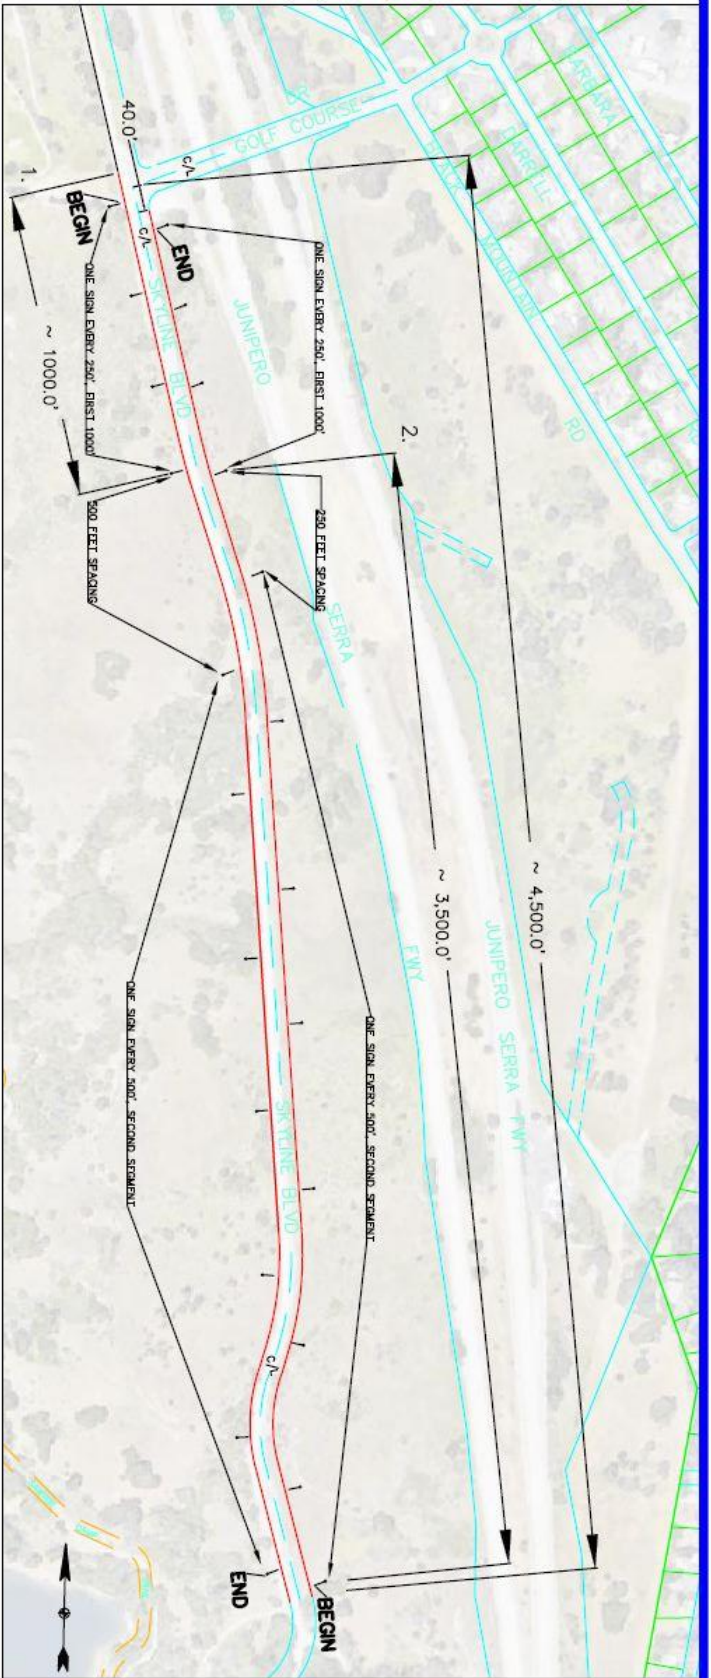 BARBARA
DR
GOLF COURSE
DARRELL
BLACK MOUNTAIN RD
40.0'
C/L
1.
BEGIN
END
C/L
SKYLINE BLVD
JUNIPERO SERRA FWY
ONE SIGN EVERY 250', FIRST 1000'
ONE SIGN EVERY 250', FIRST 1000'
~ 1000.0'
2.
500 FEET SPACING
250 FEET SPACING
~ 4,500.0'
~ 3,500.0'
JUNIPERO SERRA FWY
ONE SIGN EVERY 500', SECOND SEGMENT
ONE SIGN EVERY 500', SECOND SEGMENT
SKYLINE BLVD
C/L
END
BEGIN